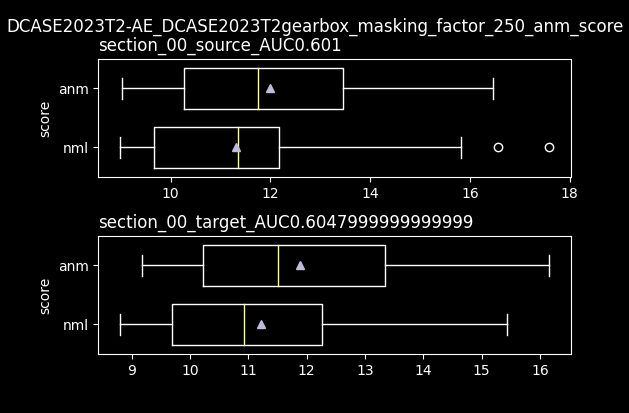 DCASE2023T2-AE_DCASE2023T2gearbox_masking_factor_250_anm_score
section_00_source_AUC0.601
anm
score
nml
10 12 14 16 18
section_00_target_AUC0.6047999999999999
anm
score
nml
9 10 11 12 13 14 15 16